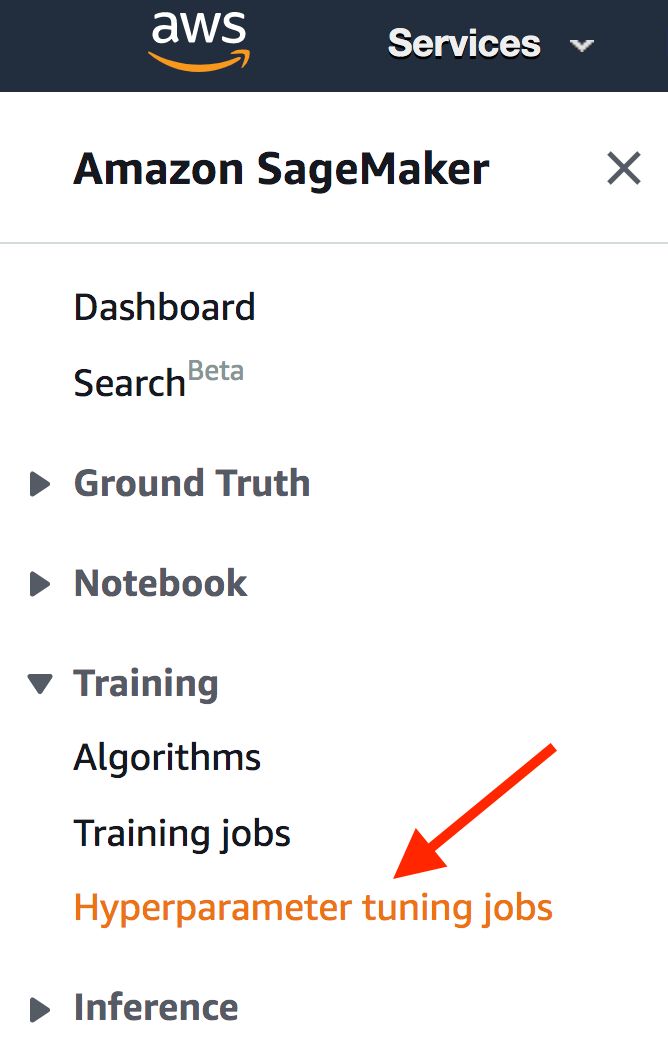 aws Services
Amazon SageMaker
Dashboard
Search Beta
Ground Truth
Notebook
Training
Algorithms
Training jobs
Hyperparameter tuning jobs
Inference